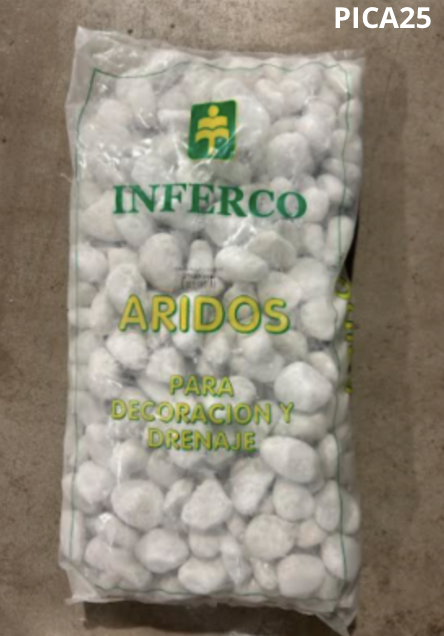 PICA25
INFERCO
ARIDOS
PARA
DECORACION Y
DRENAJE